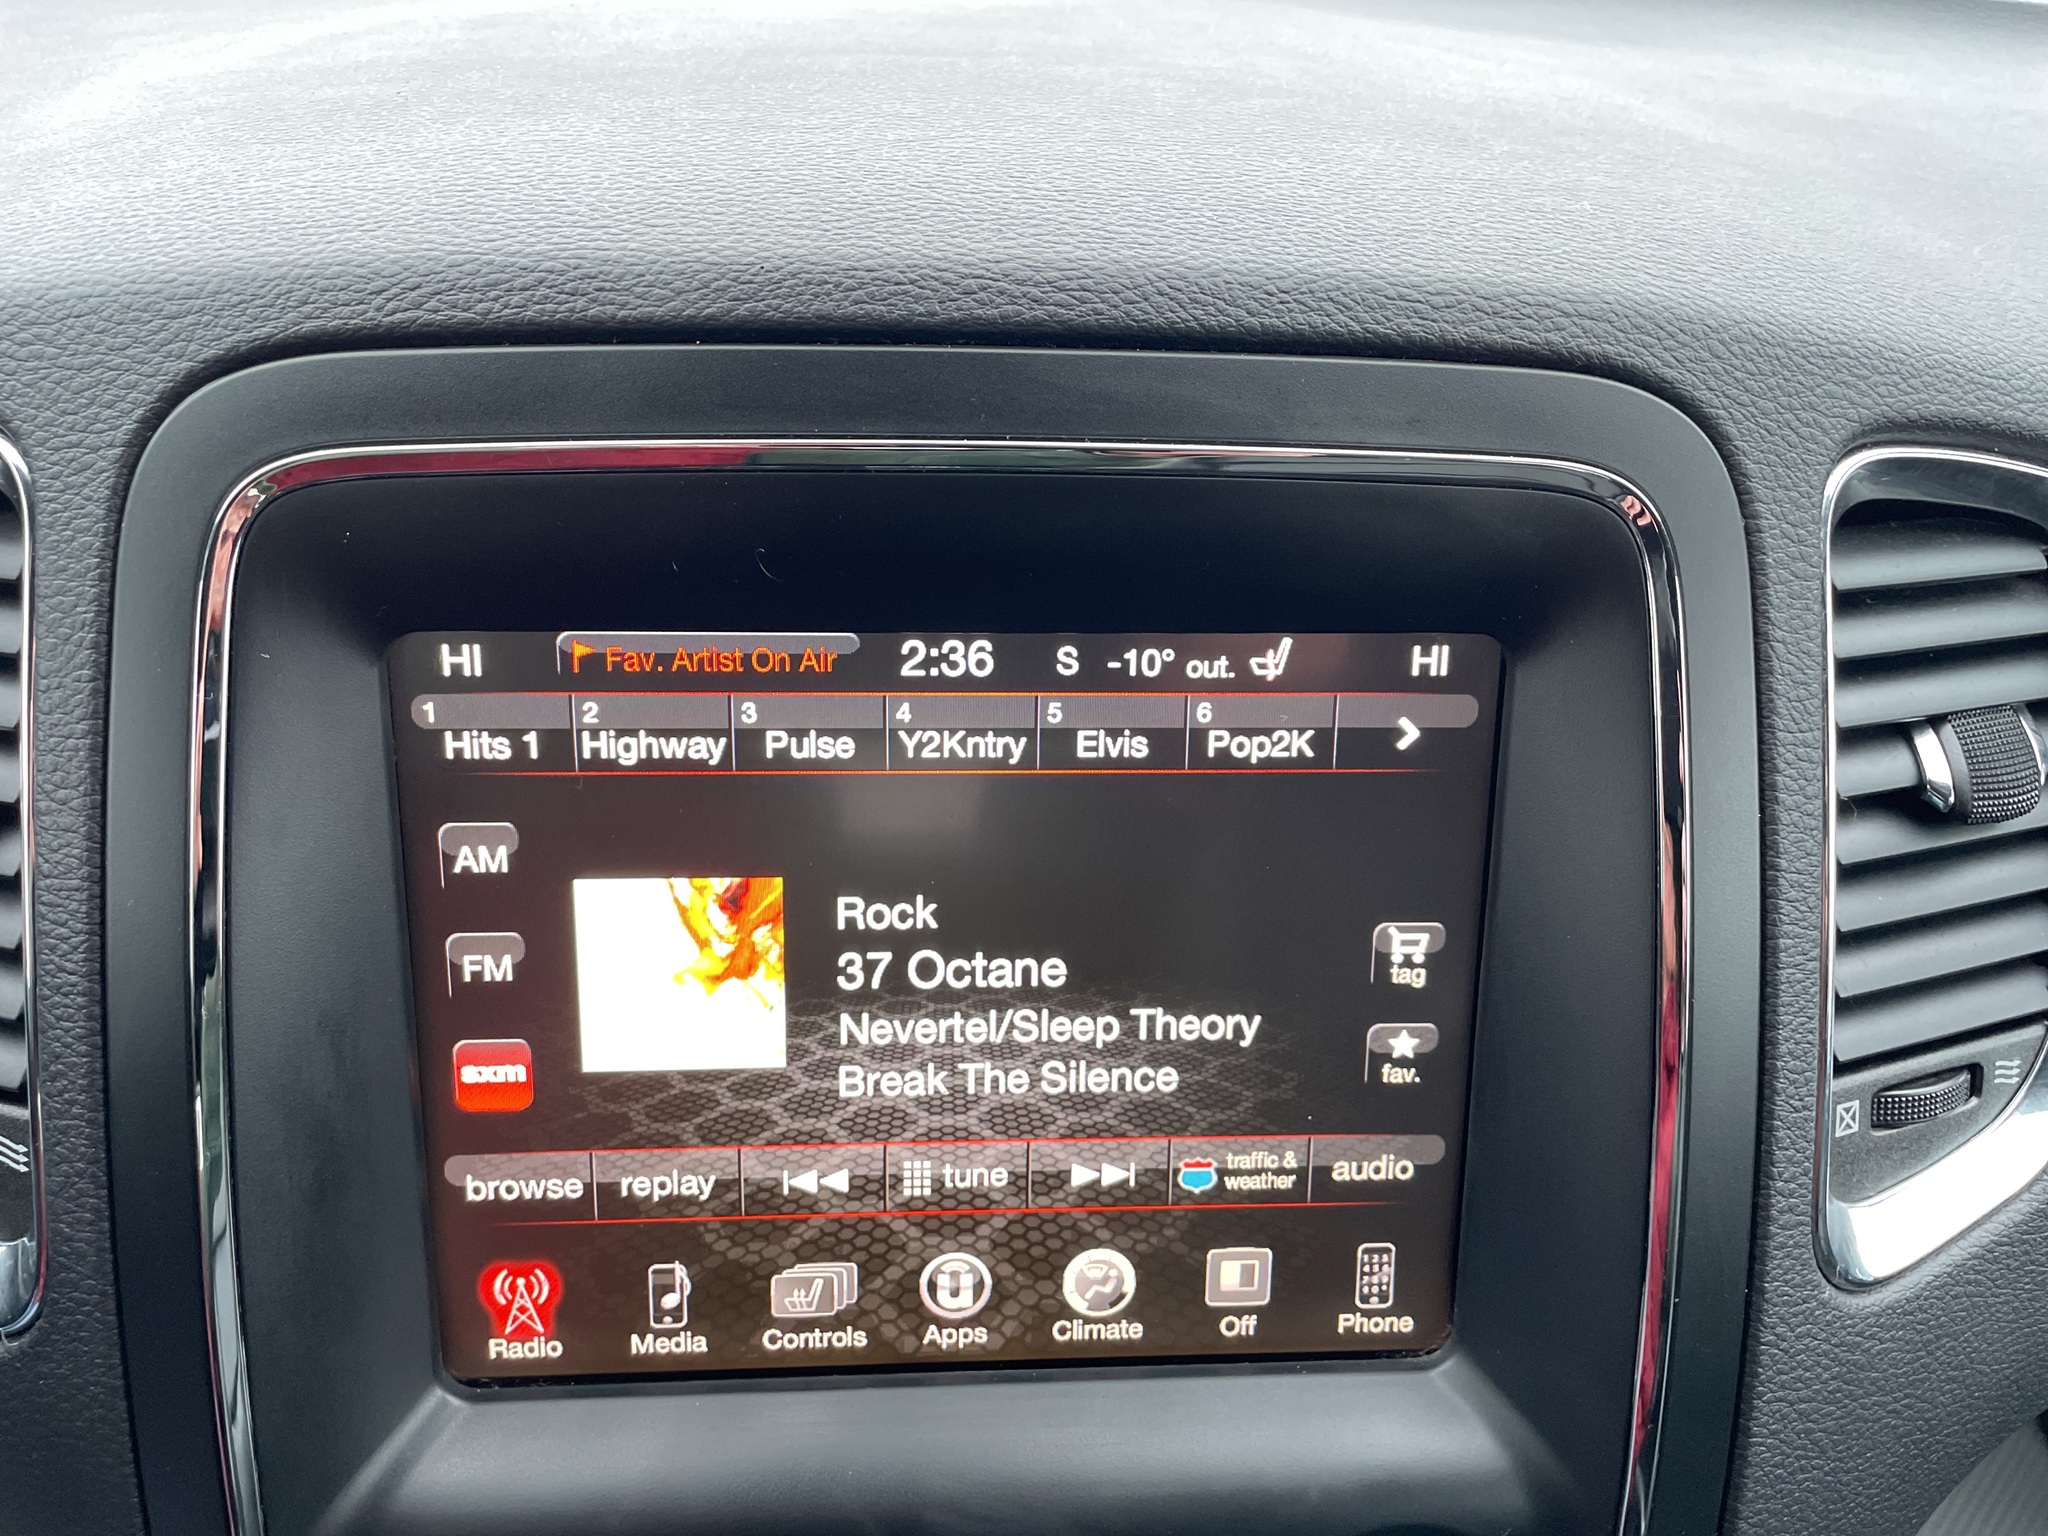 HI Fav. Artist On Air 2:36 S -10° out. HI
1 2 3 4 5 6
Hits 1 Highway Pulse Y2Kntry Elvis Pop2K
AM
FM
sxm
Rock
37 Octane
Nevertel/Sleep Theory
Break The Silence
tag
fav.
browse replay tune traffic & weather audio
Radio Media Controls Apps Climate Off Phone